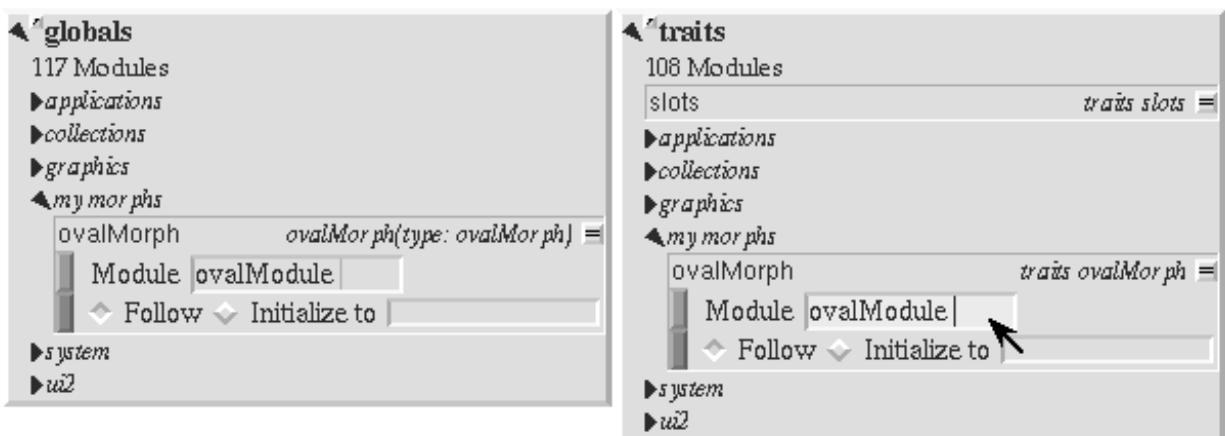 globals
117 Modules
applications
collections
graphics
my morphs
ovalMorph ovalMorph(type: ovalMorph)
Module ovalModule
Follow Initialize to
system
ui2
traits
108 Modules
slots traits slots
applications
collections
graphics
my morphs
ovalMorph traits ovalMorph
Module ovalModule
Follow Initialize to
system
ui2